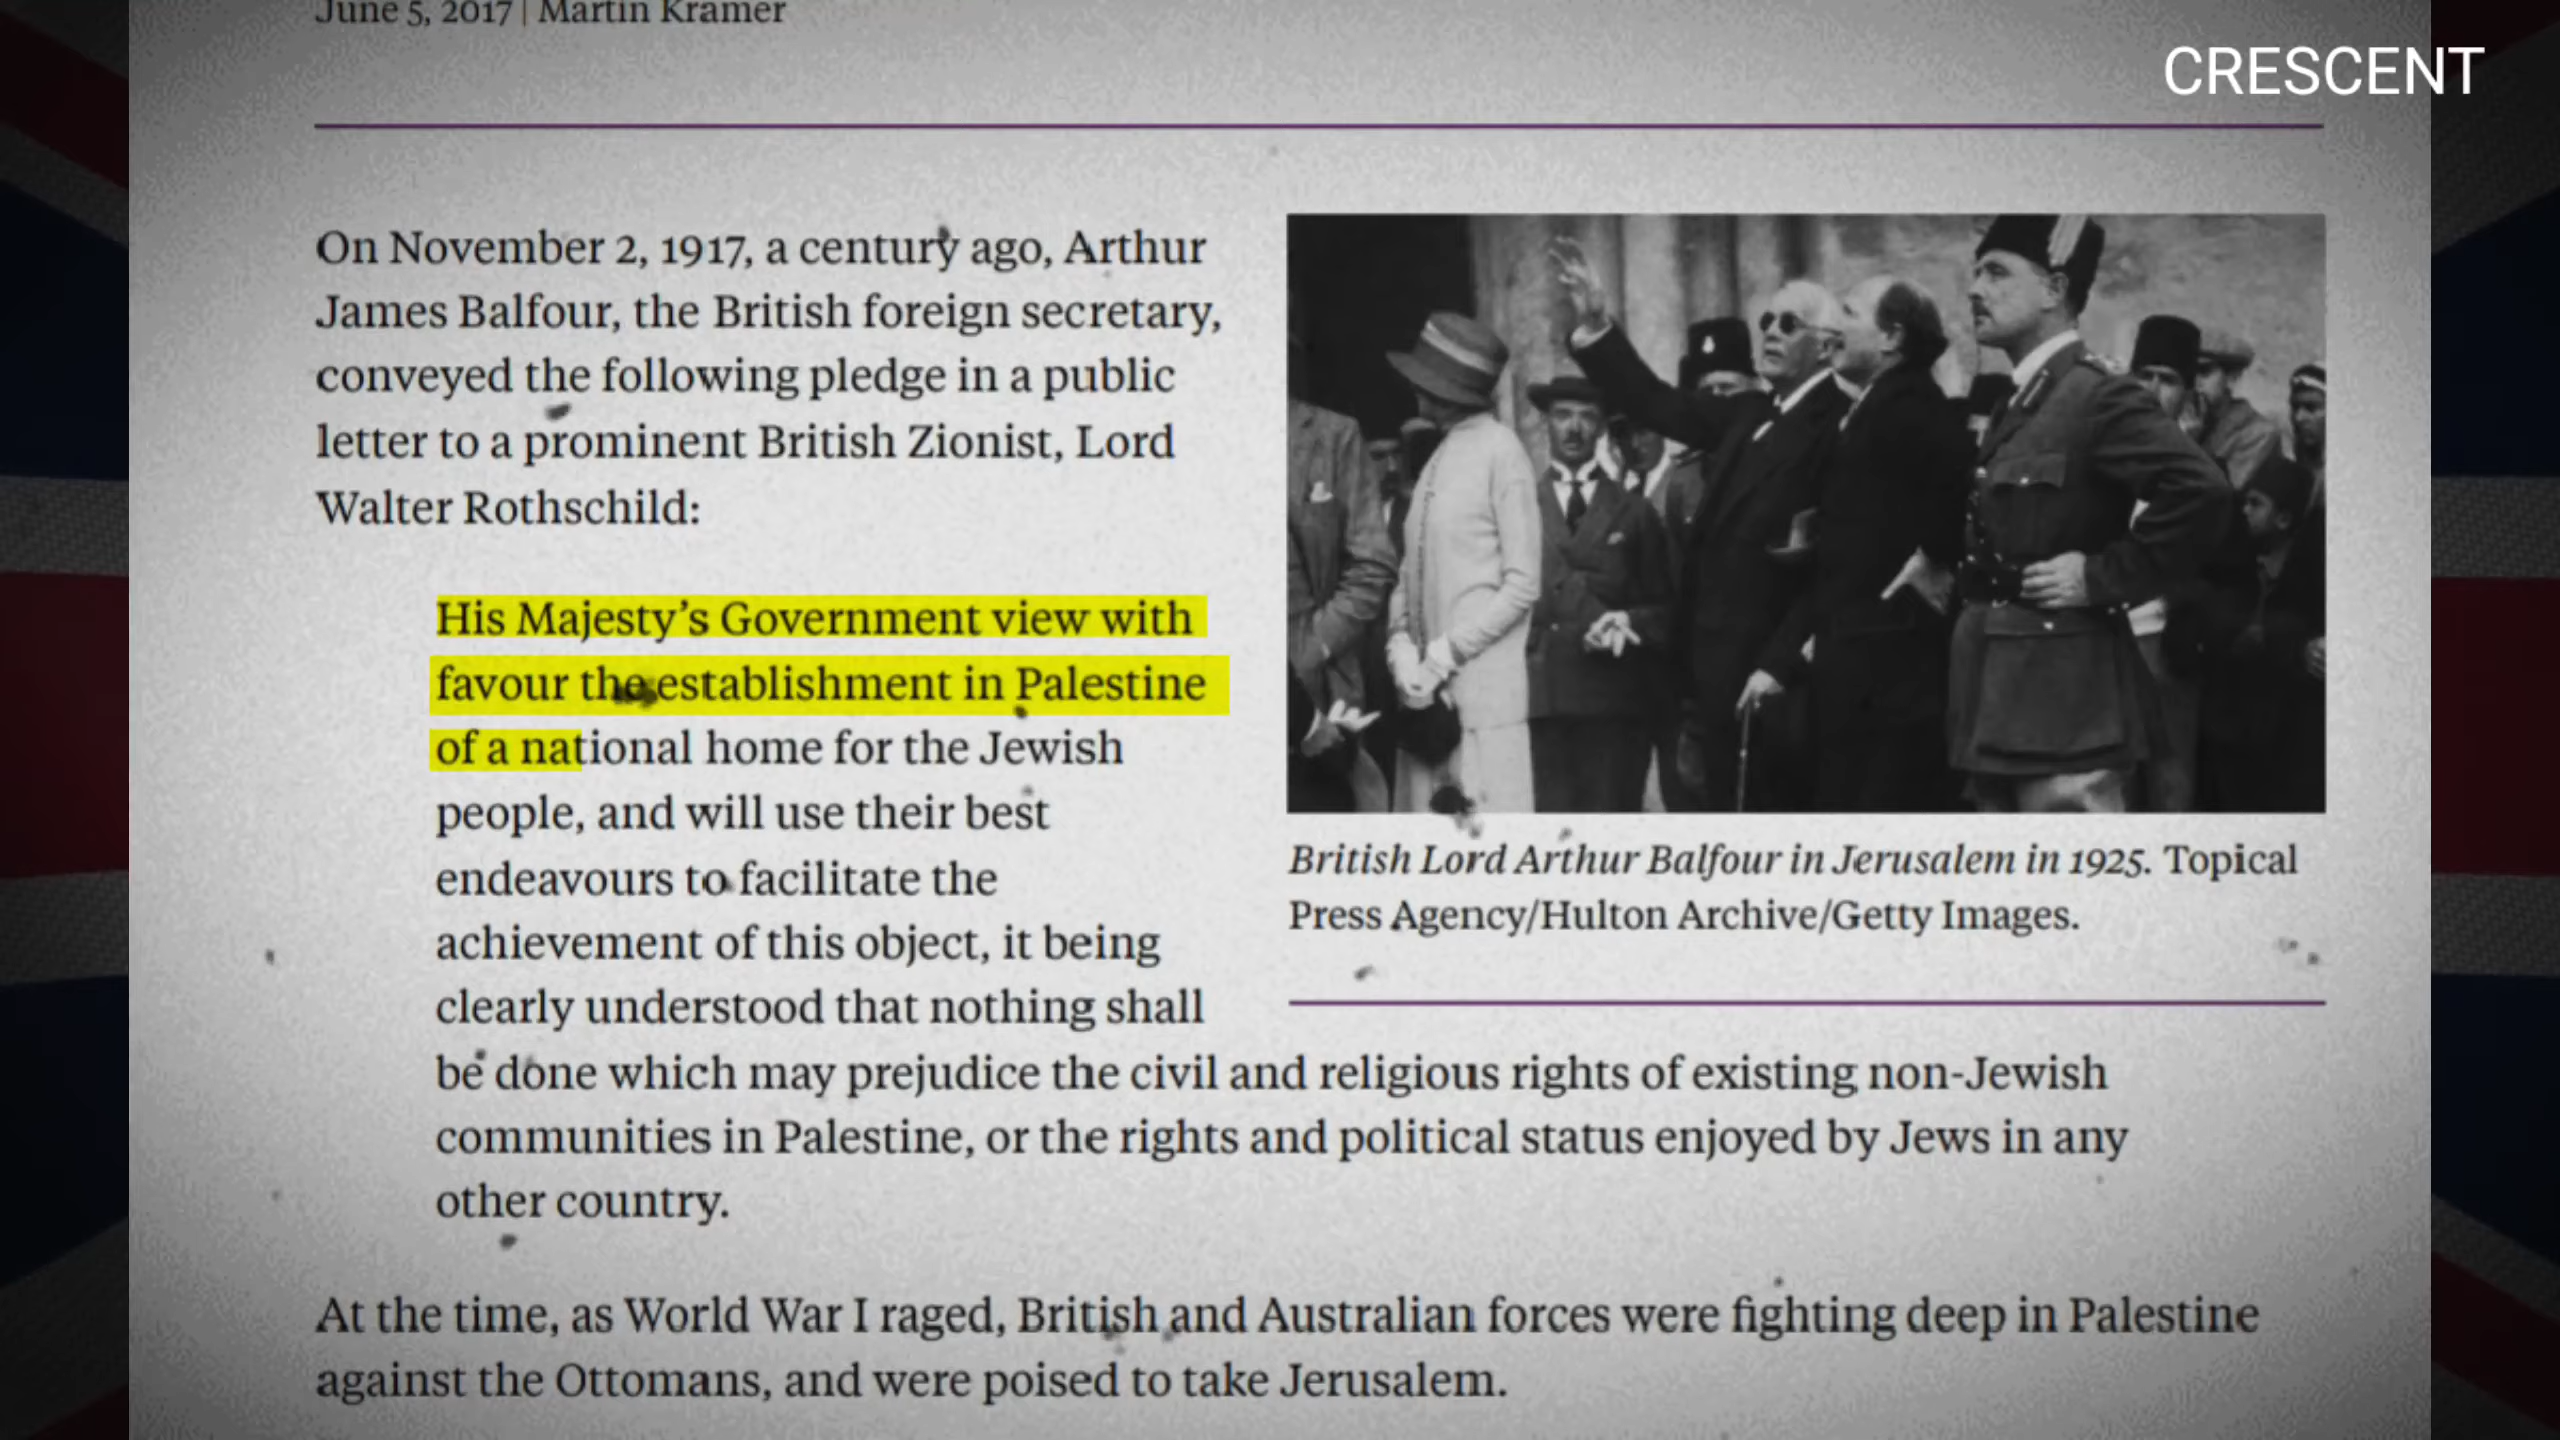 June 5, 2017 | Martin Kramer
CRESCENT
On November 2, 1917, a century ago, Arthur
James Balfour, the British foreign secretary,
conveyed the following pledge in a public
letter to a prominent British Zionist, Lord
Walter Rothschild:
His Majesty’s Government view with
favour the establishment in Palestine
of a national home for the Jewish
people, and will use their best
endeavours to facilitate the
achievement of this object, it being
clearly understood that nothing shall
be done which may prejudice the civil and religious rights of existing non-Jewish
communities in Palestine, or the rights and political status enjoyed by Jews in any
other country.
British Lord Arthur Balfour in Jerusalem in 1925. Topical
Press Agency/Hulton Archive/Getty Images.
At the time, as World War I raged, British and Australian forces were fighting deep in Palestine
against the Ottomans, and were poised to take Jerusalem.